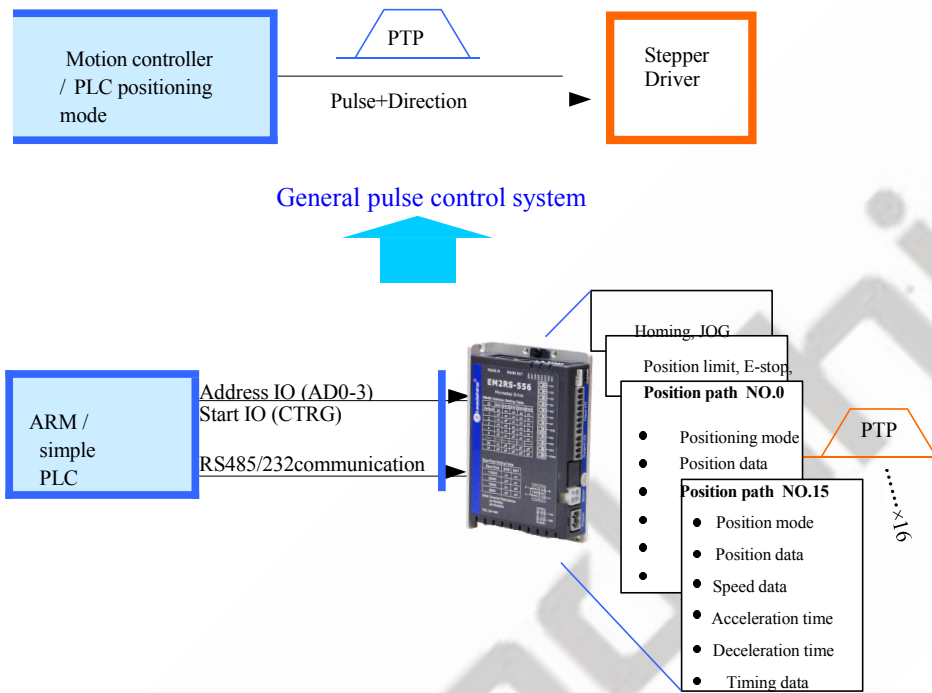 Motion controller
/ PLC positioning
mode
PTP
Pulse+Direction
Stepper
Driver
General pulse control system
ARM /
simple
PLC
Address IO (AD0-3)
Start IO (CTRG)
RS485/232communication
EM2RS-556
Homing, JOG
Position limit, E-stop,
Position path NO.0
● Positioning mode
● Position data
●
●
●
●
Position path NO.15
● Position mode
● Position data
● Speed data
● Acceleration time
● Deceleration time
● Timing data
PTP
......×16